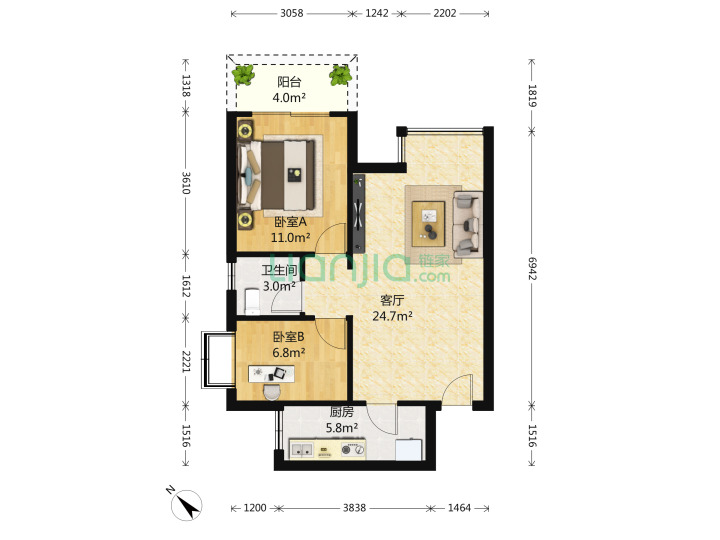 3058 1242 2202
阳台
4.0m²
1318
1819
3610
卧室A
11.0m²
lianjia
链家
.com
卫生间
3.0m²
1612
6942
客厅
24.7m²
卧室B
6.8m²
2221
厨房
5.8m²
1516
1516
N
1200 3838 1464